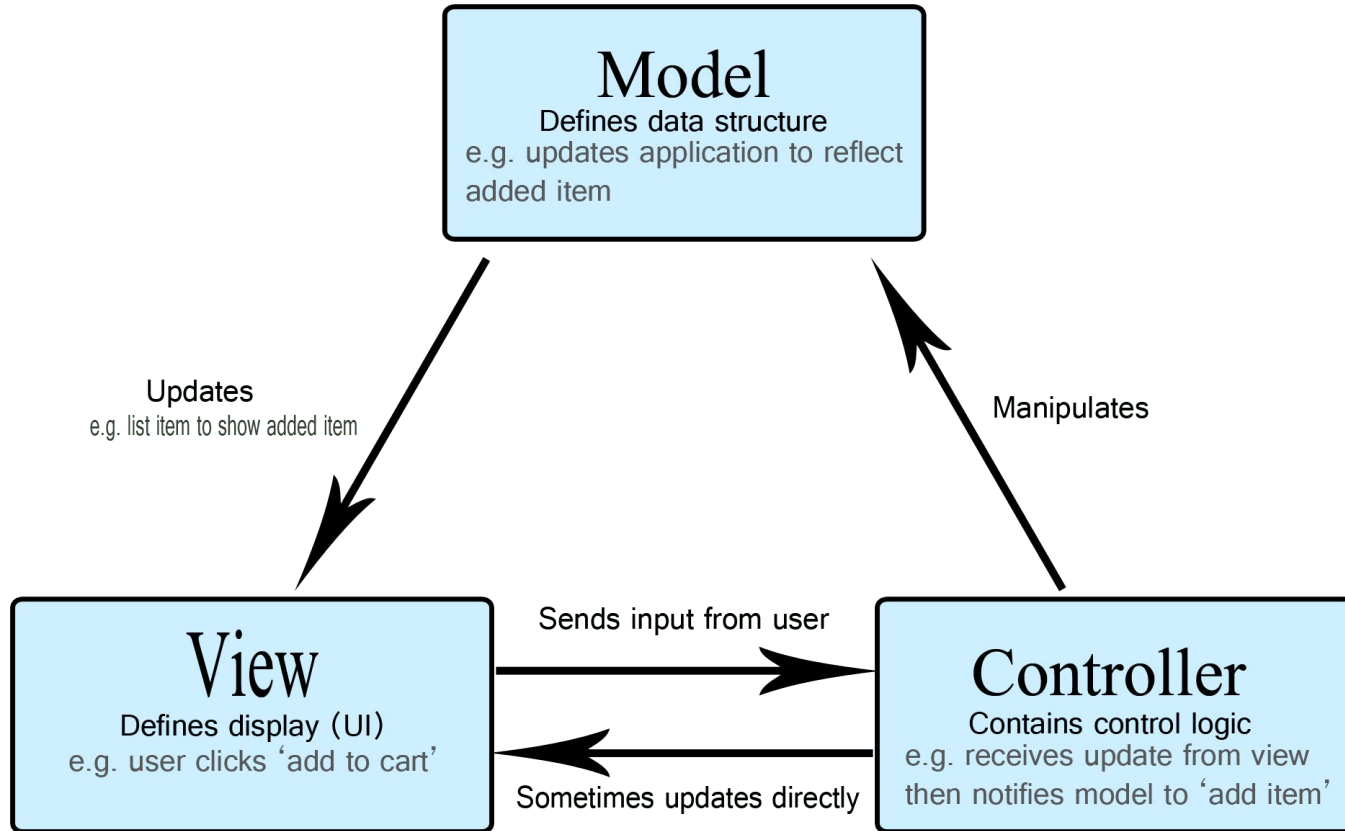 Model
Defines data structure
e.g. updates application to reflect
added item
Updates
e.g. list item to show added item
Manipulates
Sends input from user
View
Defines display (UI)
e.g. user clicks ‘add to cart’
Controller
Contains control logic
e.g. receives update from view
then notifies model to ‘add item’
Sometimes updates directly